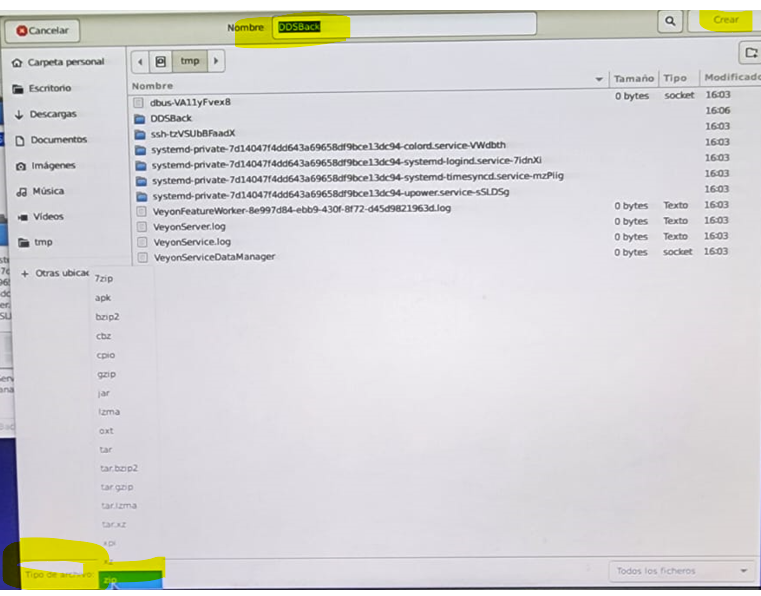 Cancelar
Nombre DDSBack
Crear
Carpeta personal
tmp
Escritorio
Nombre Tamaño Tipo Modificado
dbus-VA11yFvex8 0 bytes socket 16:03
Descargas
DDSBack 16:06
ssh-tzVSUbBFaadX 16:03
Documentos
systemd-private-7d14047f4dd643a69658df9bce13dc94-colord.service-VWdbth 16:03
Imágenes
systemd-private-7d14047f4dd643a69658df9bce13dc94-systemd-logind.service-7idnXi 16:03
systemd-private-7d14047f4dd643a69658df9bce13dc94-systemd-timesyncd.service-mzPlig 16:03
Música
systemd-private-7d14047f4dd643a69658df9bce13dc94-upower.service-sSLDSg 16:03
VeyonFeatureWorker-8e997d84-ebb9-430f-8f72-d45d9821963d.log 0 bytes Texto 16:03
Vídeos
VeyonServer.log 0 bytes Texto 16:03
tmp
VeyonService.log 0 bytes Texto 16:03
VeyonServiceDataManager 0 bytes socket 16:03
+ Otras ubicac
7zip
apk
bzip2
cbz
cpio
gzip
jar
lzma
oxt
tar
tar.bzip2
tar.gzip
tar.lzma
tar.xz
xpi
xz
Tipo de archivo: zip
Todos los ficheros